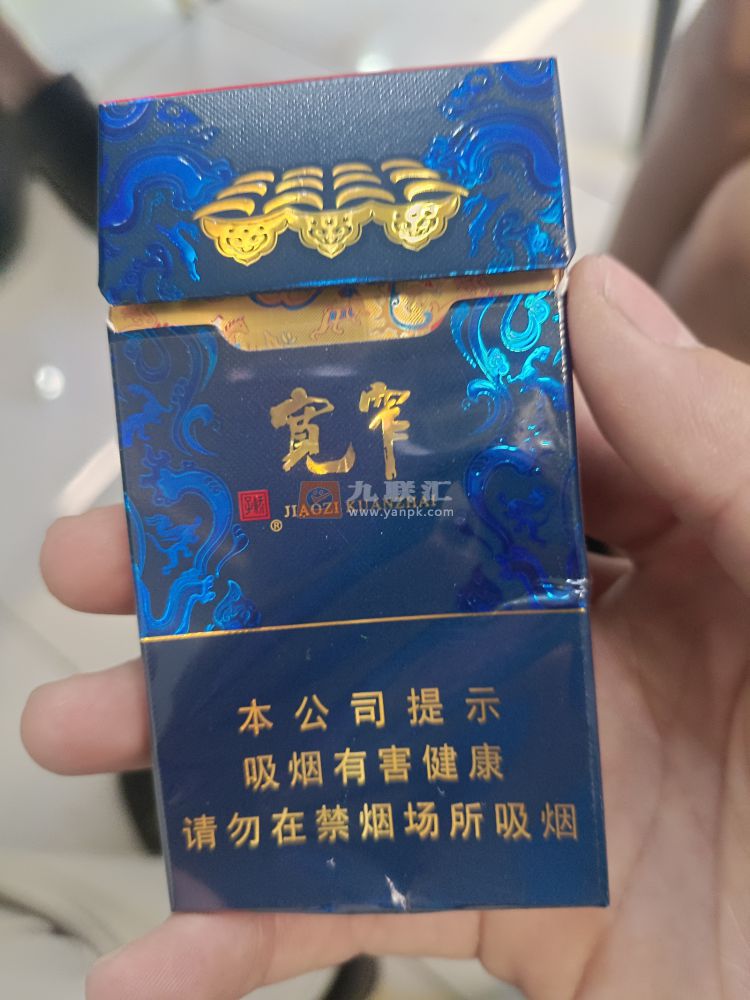 宽窄
JIAOZI KUANZHAI
®
九联汇
www.yanpk.com
本公司提示
吸烟有害健康
请勿在禁烟场所吸烟